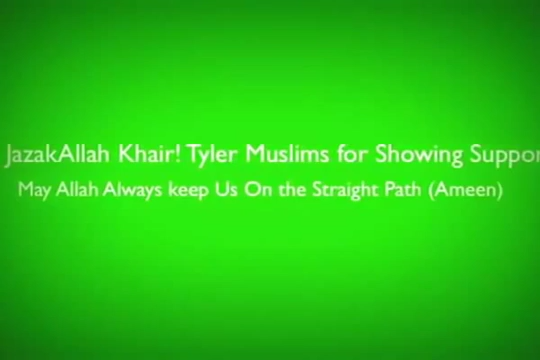 JazakAllah Khair! Tyler Muslims for Showing Suppor
May Allah Always keep Us On the Straight Path (Ameen)